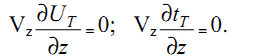 V_z ∂U_T/∂z = 0; V_z ∂t_T/∂z = 0.